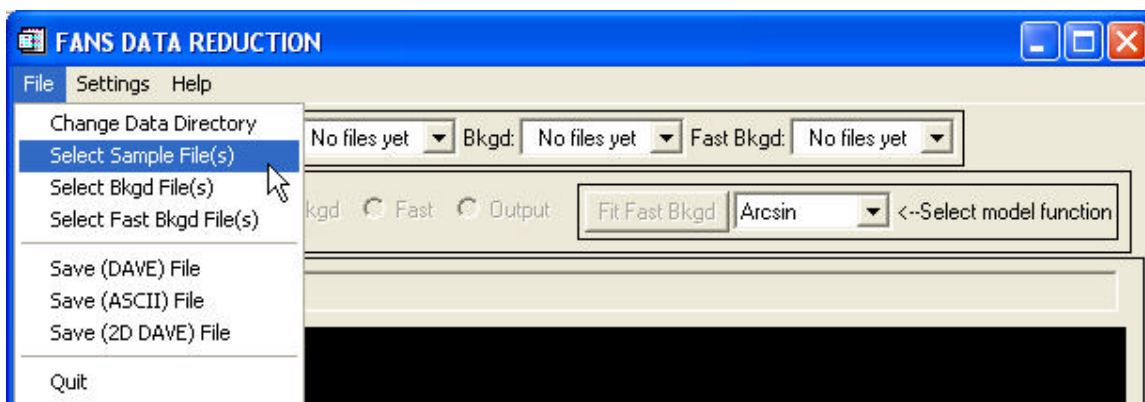 FANS DATA REDUCTION
File Settings Help
Change Data Directory
Select Sample File(s)
Select Bkgd File(s)
Select Fast Bkgd File(s)
Save (DAVE) File
Save (ASCII) File
Save (2D DAVE) File
Quit
No files yet Bkgd: No files yet Fast Bkgd: No files yet
Fast Output Fit Fast Bkgd Arcsin <--Select model function